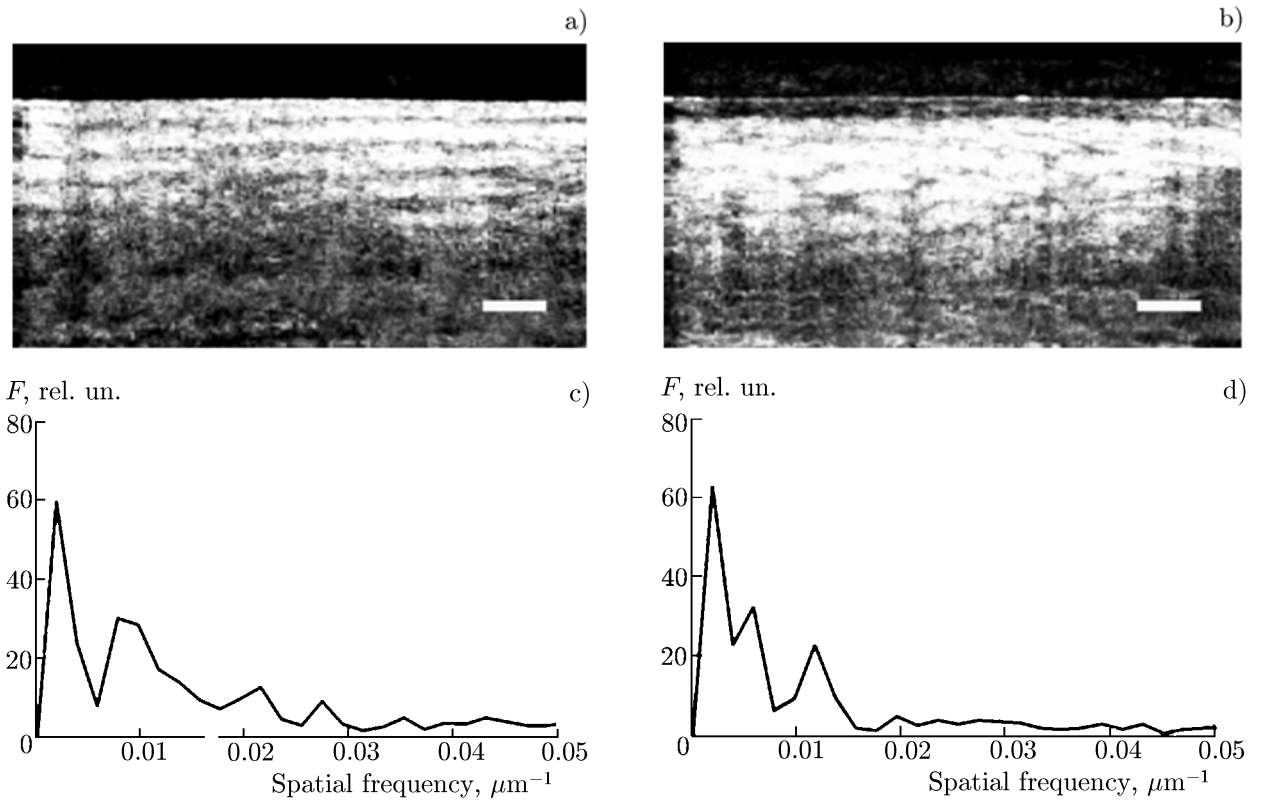 a)
b)
F, rel. un.
c)
80
60
40
20
0
0.01
0.02
0.03
0.04
0.05
Spatial frequency, μm⁻¹
F, rel. un.
d)
80
60
40
20
0
0.01
0.02
0.03
0.04
0.05
Spatial frequency, μm⁻¹